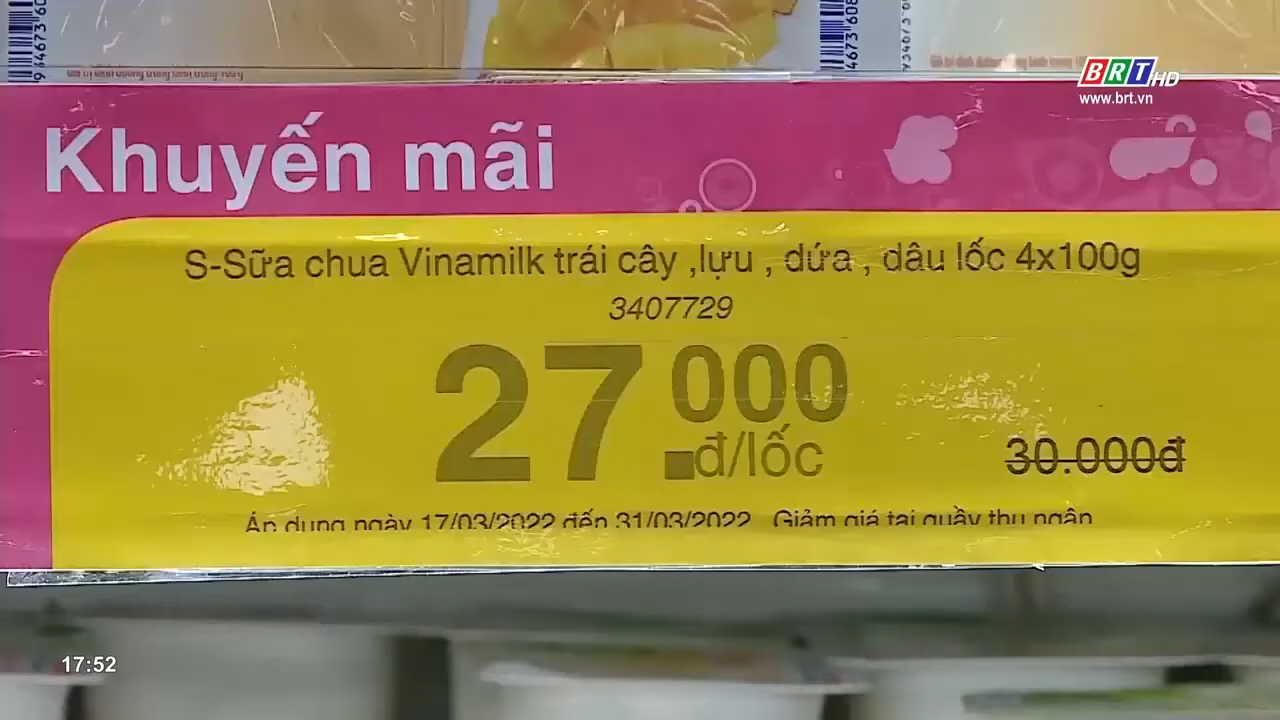 BRTHD
www.brt.vn
Khuyến mãi
S-Sữa chua Vinamilk trái cây ,lựu , dứa , dâu lốc 4x100g
3407729
27.000
đ/lốc
30.000đ
Áp dụng ngày 17/03/2022 đến 31/03/2022 Giảm giá tại quầy thu ngân
17:52